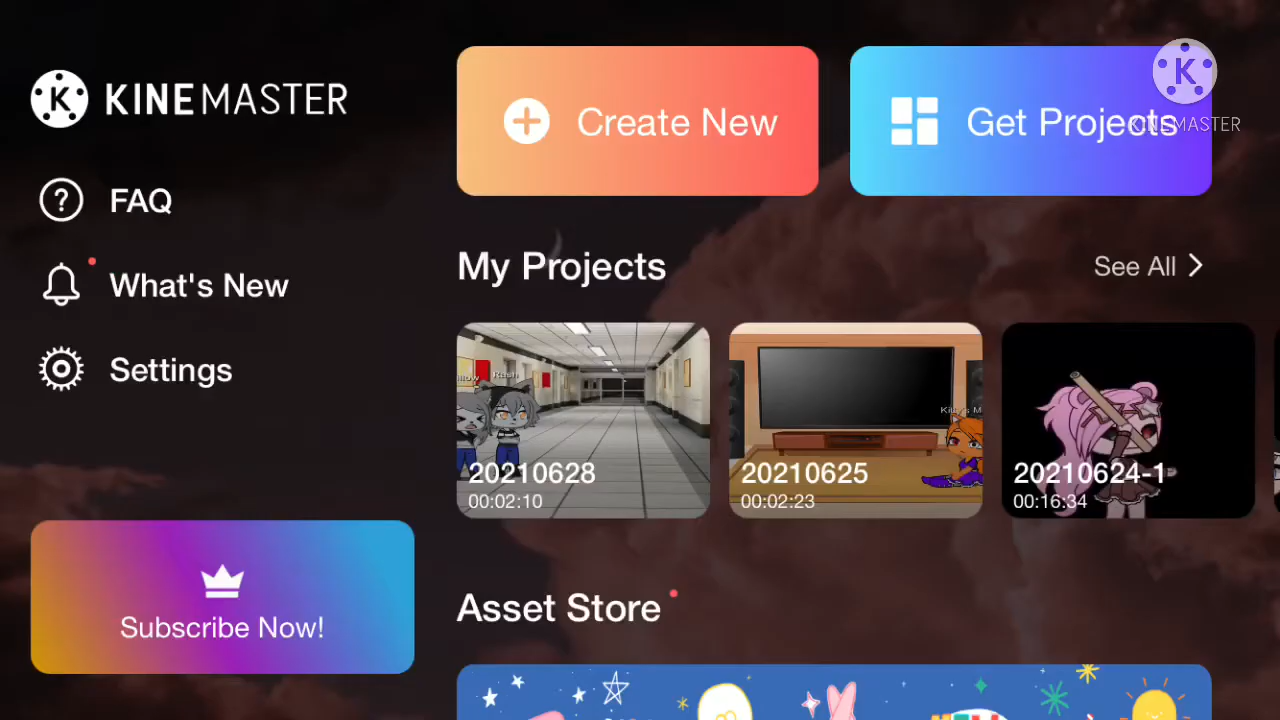 KINEMASTER
FAQ
What's New
Settings
Subscribe Now!
Create New
Get Projects
KINEMASTER
My Projects
See All
Rush
20210628
00:02:10
20210625
00:02:23
20210624-1
00:16:34
Asset Store